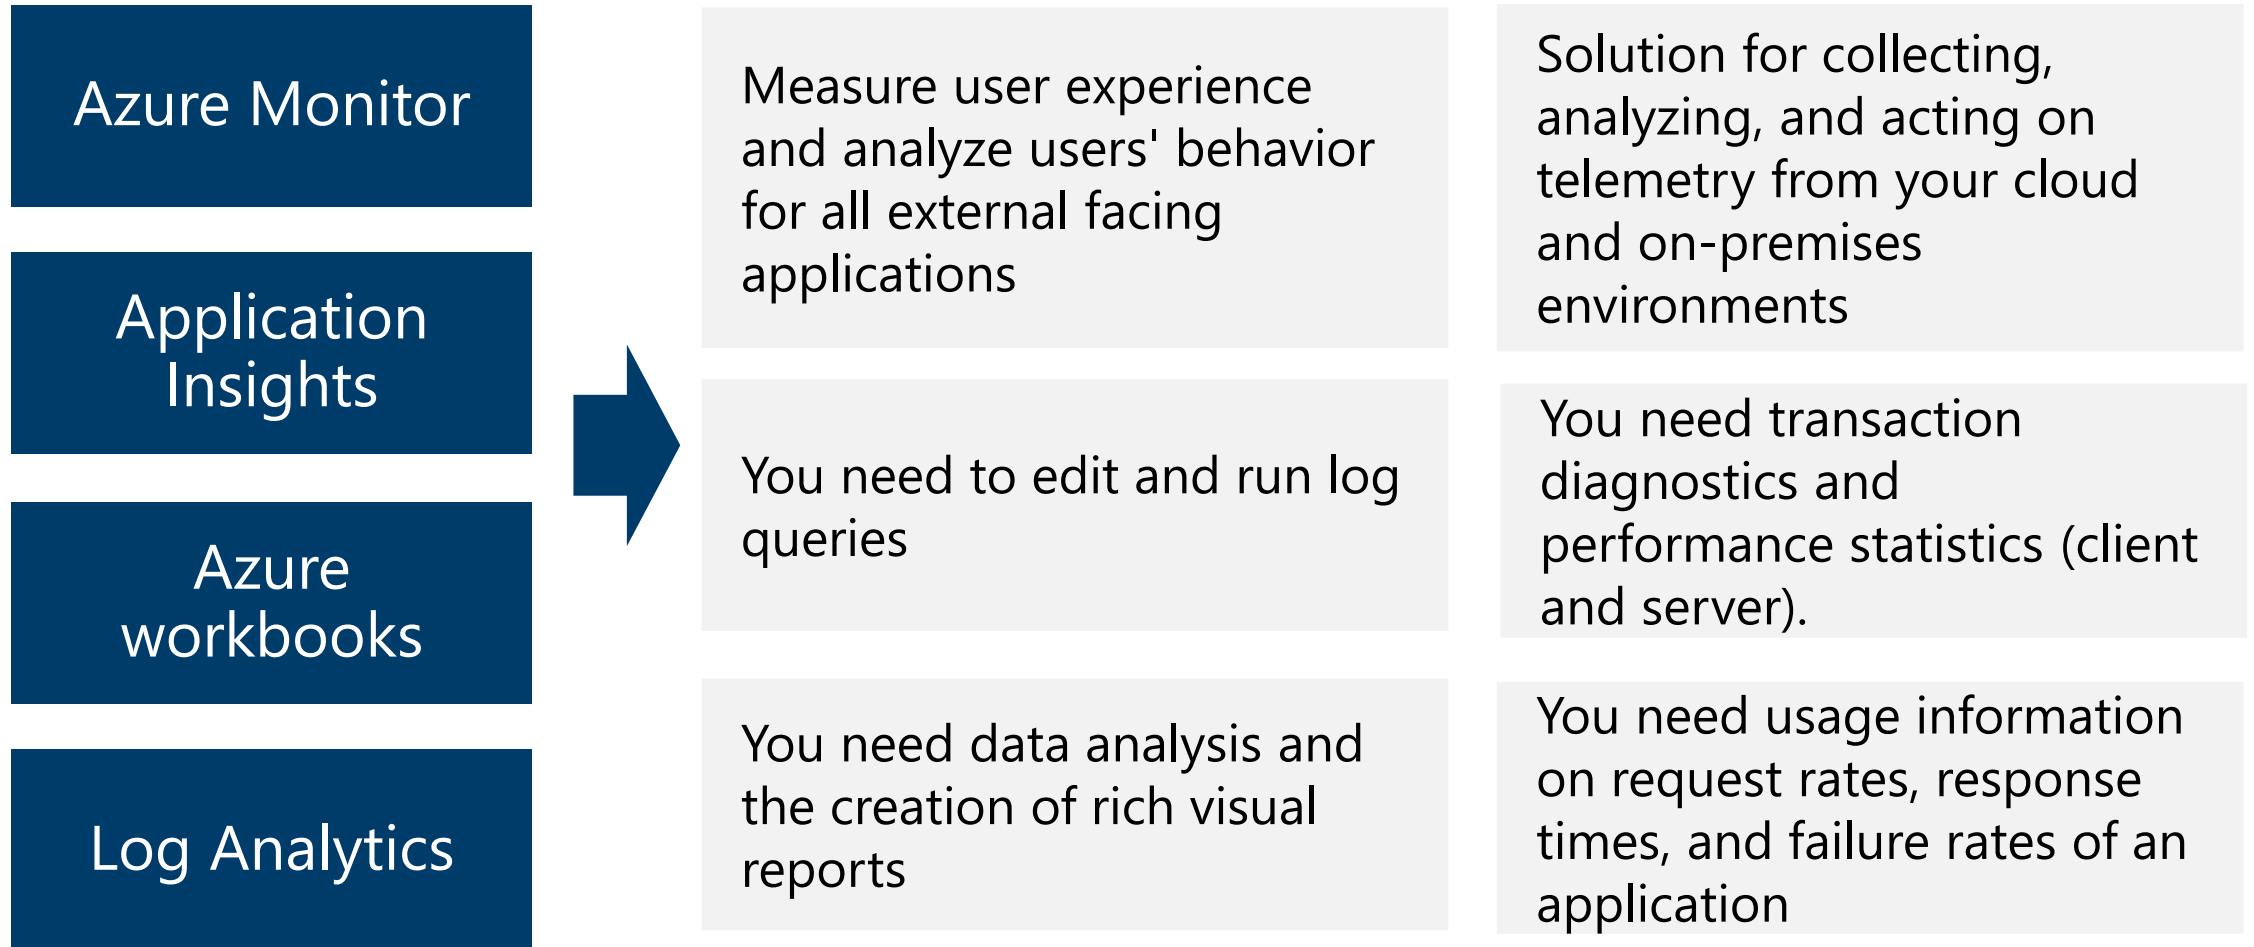 Azure Monitor
Application
Insights
Azure
workbooks
Log Analytics
Measure user experience
and analyze users' behavior
for all external facing
applications
Solution for collecting,
analyzing, and acting on
telemetry from your cloud
and on-premises
environments
You need to edit and run log
queries
You need transaction
diagnostics and
performance statistics (client
and server).
You need data analysis and
the creation of rich visual
reports
You need usage information
on request rates, response
times, and failure rates of an
application